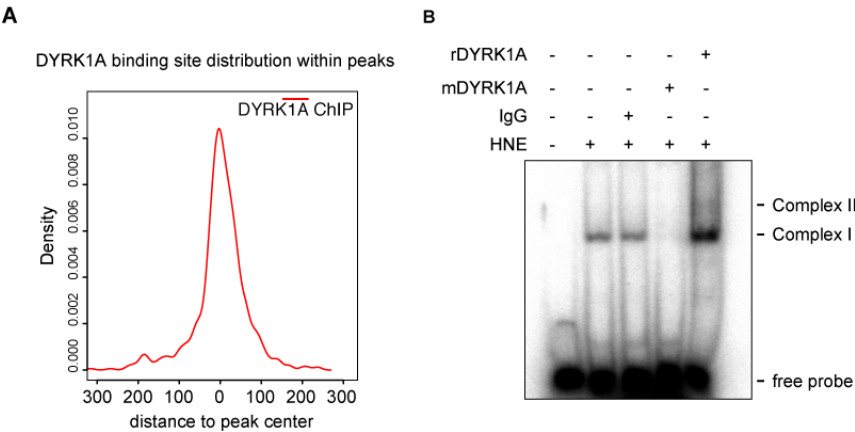 A
DYRK1A binding site distribution within peaks
DYRK1A ChIP
Density
0.000 0.002 0.004 0.006 0.008 0.010
300 200 100 0 100 200 300
distance to peak center
B
rDYRK1A - - - - +
mDYRK1A - - - + -
IgG - - + - -
HNE - + + + +
- Complex II
- Complex I
- free probe